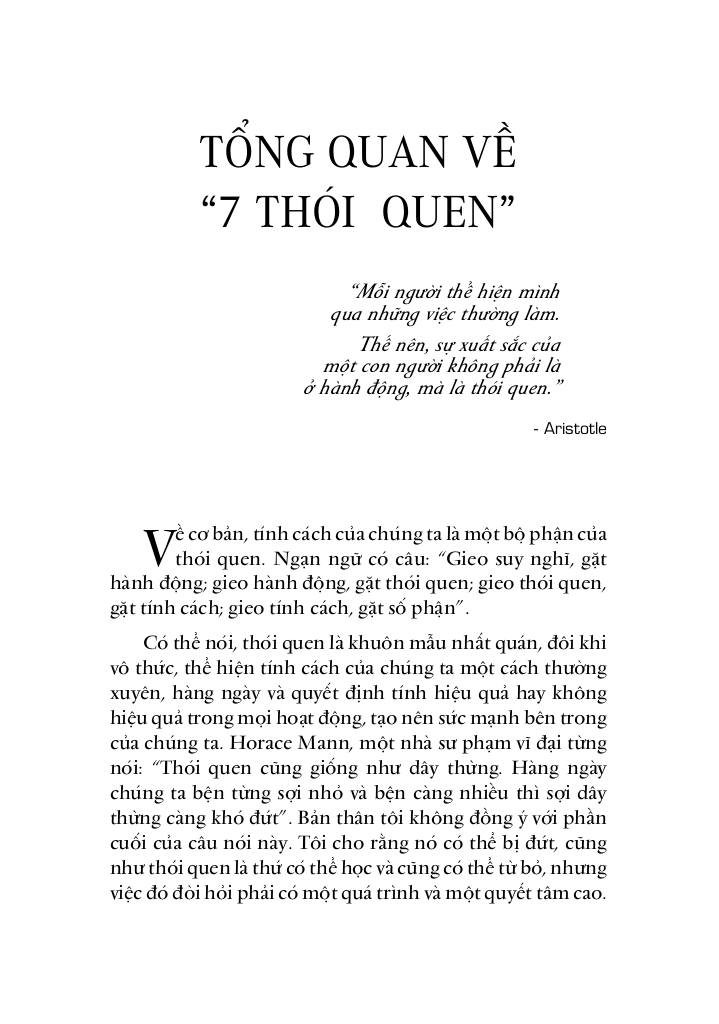 TỔNG QUAN VỀ
“7 THÓI QUEN”
“Mỗi người thể hiện mình
qua những việc thường làm.
Thế nên, sự xuất sắc của
một con người không phải là
ở hành động, mà là thói quen.”
- Aristotle
Về cơ bản, tính cách của chúng ta là một bộ phận của
thói quen. Ngạn ngữ có câu: “Gieo suy nghĩ, gặt
hành động; gieo hành động, gặt thói quen; gieo thói quen,
gặt tính cách; gieo tính cách, gặt số phận”.
Có thể nói, thói quen là khuôn mẫu nhất quán, đôi khi
vô thức, thể hiện tính cách của chúng ta một cách thường
xuyên, hàng ngày và quyết định tính hiệu quả hay không
hiệu quả trong mọi hoạt động, tạo nên sức mạnh bên trong
của chúng ta. Horace Mann, một nhà sư phạm vĩ đại từng
nói: “Thói quen cũng giống như dây thừng. Hàng ngày
chúng ta bện từng sợi nhỏ và bện càng nhiều thì sợi dây
thừng càng khó đứt”. Bản thân tôi không đồng ý với phần
cuối của câu nói này. Tôi cho rằng nó có thể bị đứt, cũng
như thói quen là thứ có thể học và cũng có thể từ bỏ, nhưng
việc đó đòi hỏi phải có một quá trình và một quyết tâm cao.